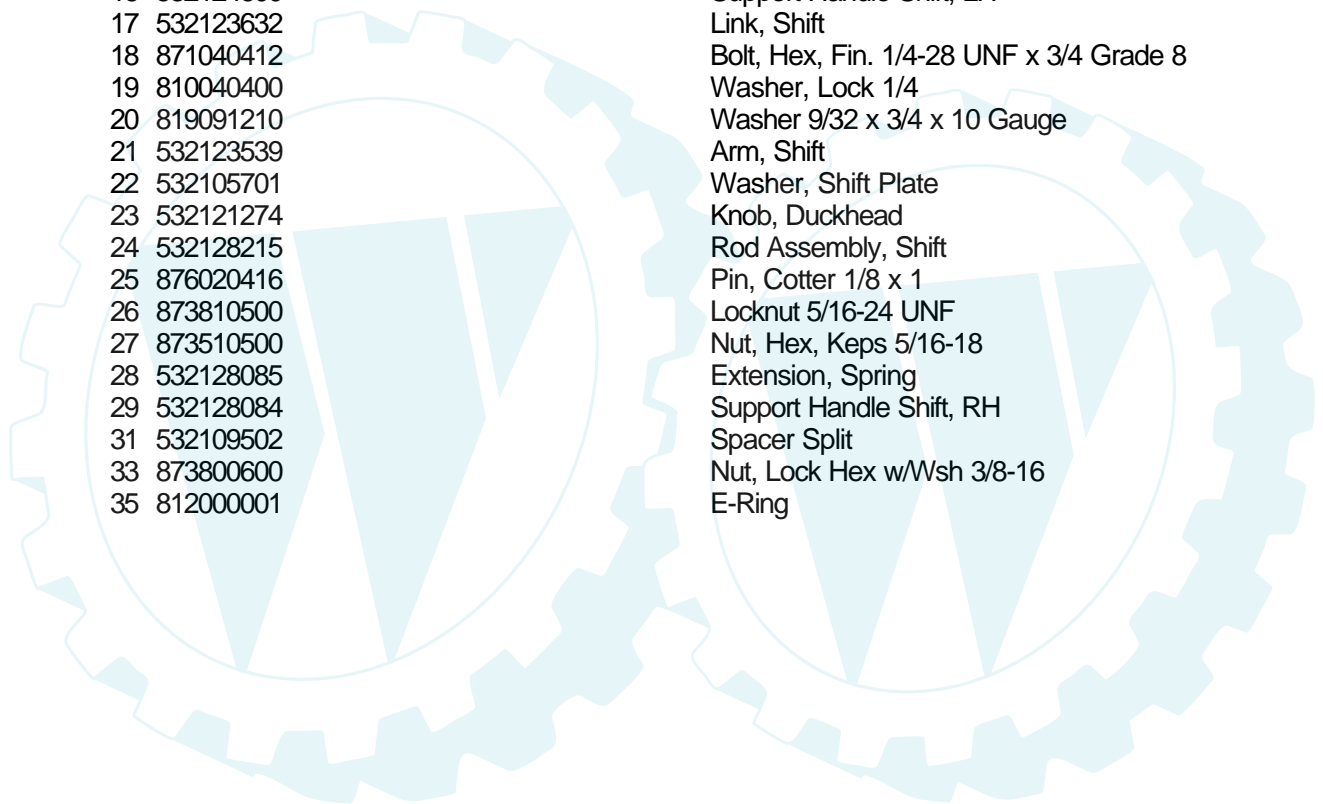 Support Handle Shift,
17 532123632 Link, Shift
18 871040412 Bolt, Hex, Fin. 1/4-28 UNF x 3/4 Grade 8
19 810040400 Washer, Lock 1/4
20 819091210 Washer 9/32 x 3/4 x 10 Gauge
21 532123539 Arm, Shift
22 532105701 Washer, Shift Plate
23 532121274 Knob, Duckhead
24 532128215 Rod Assembly, Shift
25 876020416 Pin, Cotter 1/8 x 1
26 873810500 Locknut 5/16-24 UNF
27 873510500 Nut, Hex, Keps 5/16-18
28 532128085 Extension, Spring
29 532128084 Support Handle Shift, RH
31 532109502 Spacer Split
33 873800600 Nut, Lock Hex w/Wsh 3/8-16
35 812000001 E-Ring